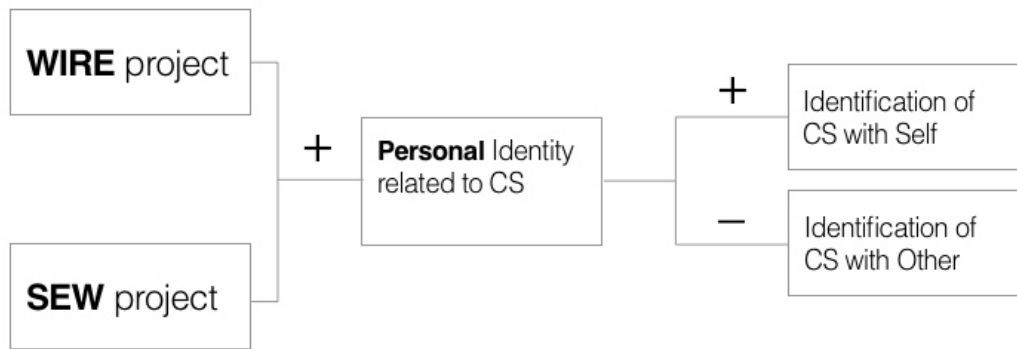 WIRE project
SEW project
+
Personal Identity
related to CS
+
Identification of
CS with Self
−
Identification of
CS with Other